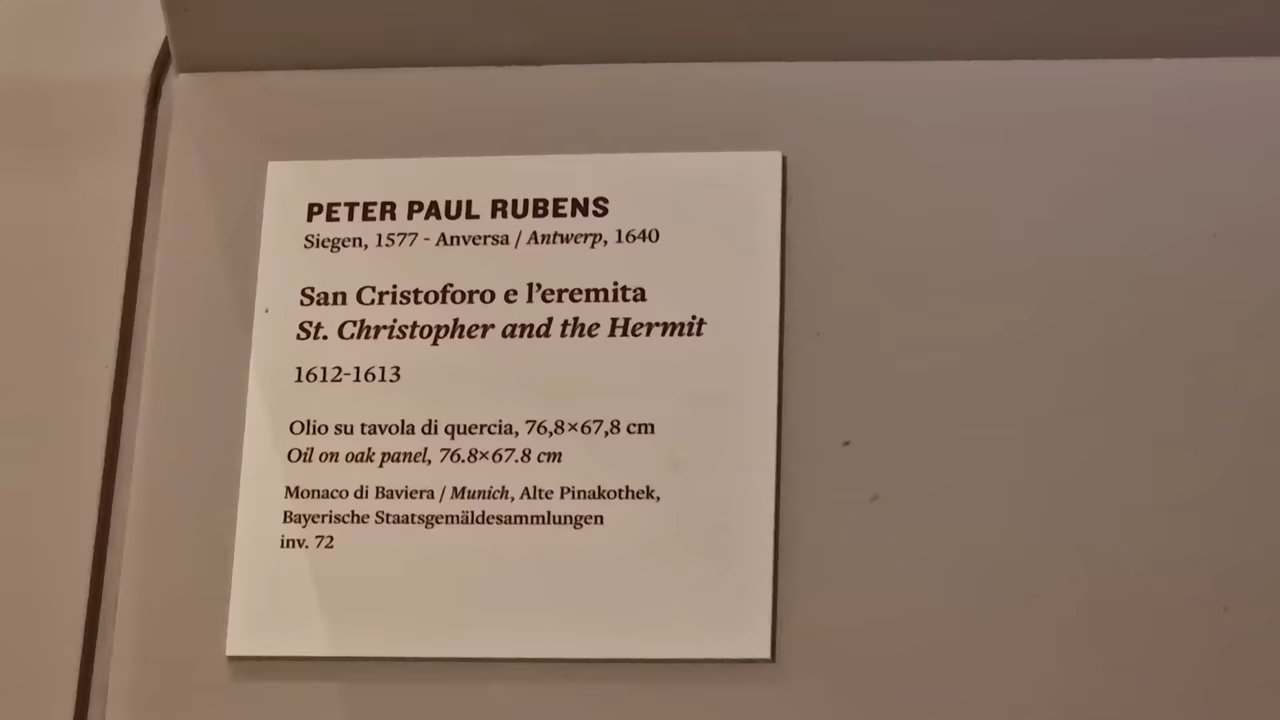 PETER PAUL RUBENS
Siegen, 1577 - Anversa / Antwerp, 1640
San Cristoforo e l'eremita
St. Christopher and the Hermit
1612-1613
Olio su tavola di quercia, 76,8×67,8 cm
Oil on oak panel, 76.8×67.8 cm
Monaco di Baviera / Munich, Alte Pinakothek,
Bayerische Staatsgemäldesammlungen
inv. 72